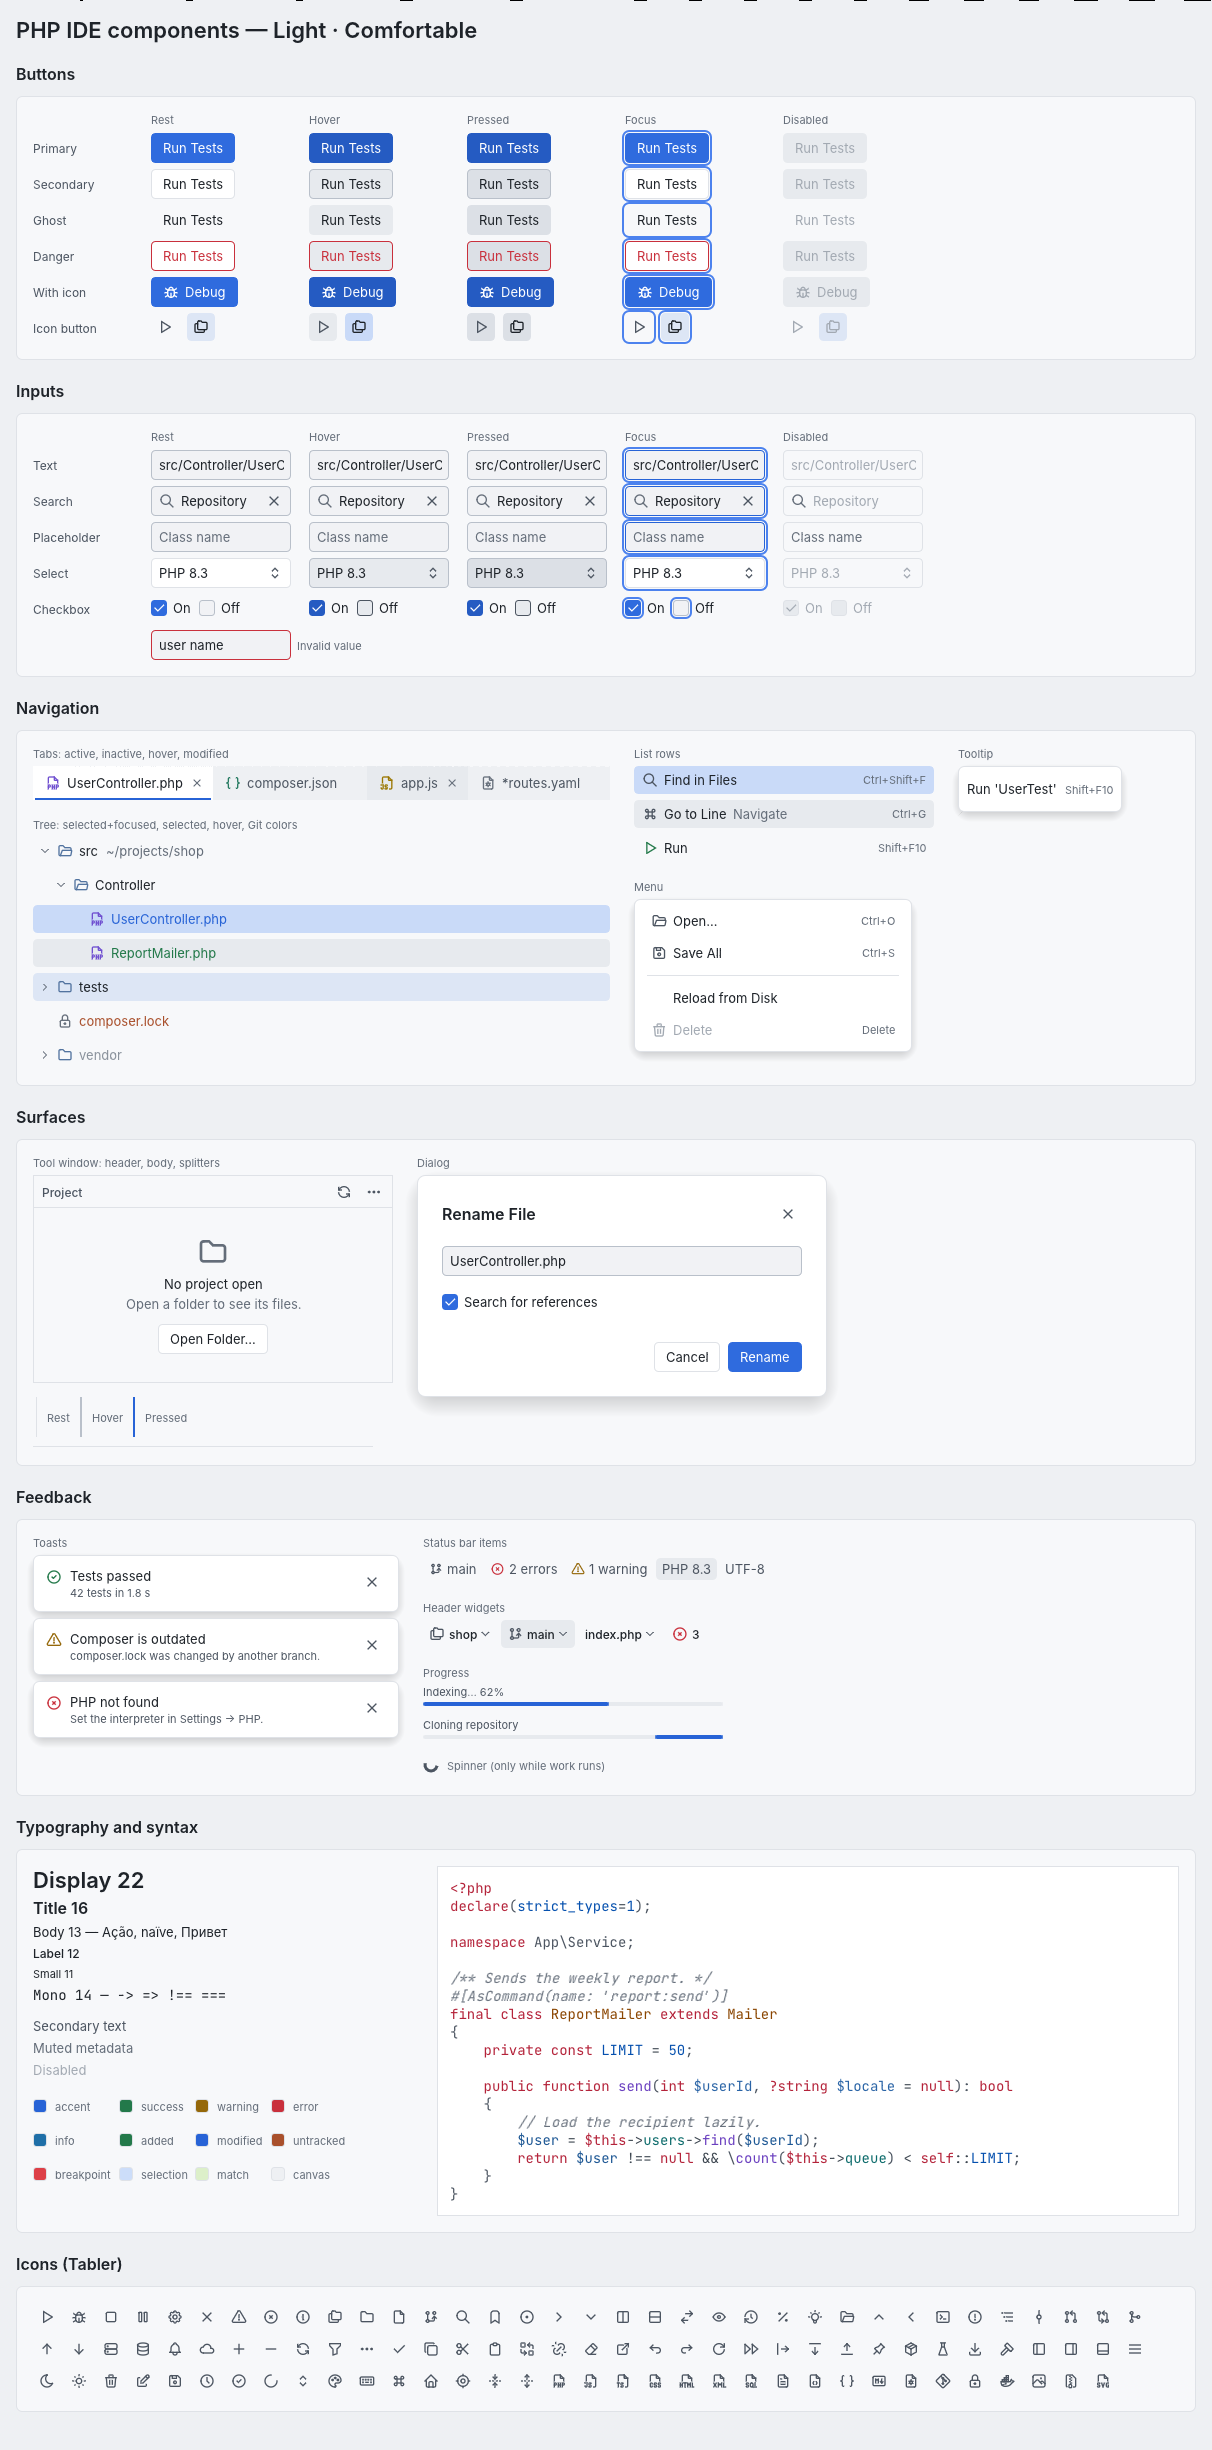 PHP IDE components — Light · Comfortable
Buttons
Rest Hover Pressed Focus Disabled
Primary Run Tests Run Tests Run Tests Run Tests Run Tests
Secondary Run Tests Run Tests Run Tests Run Tests Run Tests
Ghost Run Tests Run Tests Run Tests Run Tests Run Tests
Danger Run Tests Run Tests Run Tests Run Tests Run Tests
With icon Debug Debug Debug Debug Debug
Icon button
Inputs
Rest Hover Pressed Focus Disabled
Text src/Controller/UserC src/Controller/UserC src/Controller/UserC src/Controller/UserC src/Controller/UserC
Search Repository Repository Repository Repository Repository
Placeholder Class name Class name Class name Class name Class name
Select PHP 8.3 PHP 8.3 PHP 8.3 PHP 8.3 PHP 8.3
Checkbox On Off On Off On Off On Off On Off
user name Invalid value
Navigation
Tabs: active, inactive, hover, modified
UserController.php composer.json app.js *routes.yaml
Tree: selected+focused, selected, hover, Git colors
src ~/projects/shop
Controller
UserController.php
ReportMailer.php
tests
composer.lock
vendor
List rows
Find in Files Ctrl+Shift+F
Go to Line Navigate Ctrl+G
Run Shift+F10
Menu
Open... Ctrl+O
Save All Ctrl+S
Reload from Disk
Delete Delete
Tooltip
Run 'UserTest' Shift+F10
Surfaces
Tool window: header, body, splitters
Project
No project open
Open a folder to see its files.
Open Folder...
Rest Hover Pressed
Dialog
Rename File
UserController.php
Search for references
Cancel Rename
Feedback
Toasts
Tests passed
42 tests in 1.8 s
Composer is outdated
composer.lock was changed by another branch.
PHP not found
Set the interpreter in Settings → PHP.
Status bar items
main 2 errors 1 warning PHP 8.3 UTF-8
Header widgets
shop main index.php 3
Progress
Indexing... 62%
Cloning repository
Spinner (only while work runs)
Typography and syntax
Display 22
Title 16
Body 13 — Ação, naïve, Привет
Label 12
Small 11
Mono 14 — -> => !== ===
Secondary text
Muted metadata
Disabled
accent success warning error
info added modified untracked
breakpoint selection match canvas
<?php
declare(strict_types=1);
namespace App\Service;
/** Sends the weekly report. */
#[AsCommand(name: 'report:send')]
final class ReportMailer extends Mailer
{
private const LIMIT = 50;
public function send(int $userId, ?string $locale = null): bool
{
// Load the recipient lazily.
$user = $this->users->find($userId);
return $user !== null && \count($this->queue) < self::LIMIT;
}
}
Icons (Tabler)